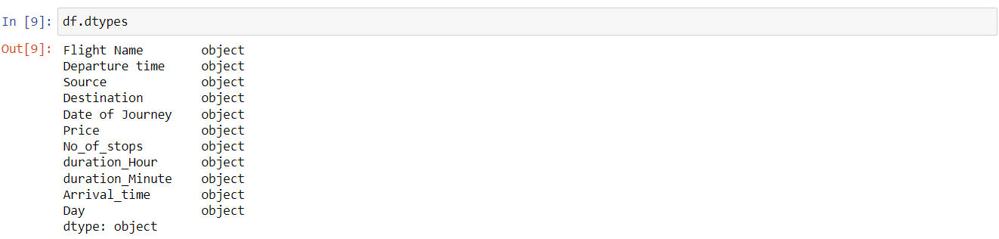 In [9]: df.dtypes
Out[9]: Flight Name object
Departure time object
Source object
Destination object
Date of Journey object
Price object
No_of_stops object
duration_Hour object
duration_Minute object
Arrival_time object
Day object
dtype: object